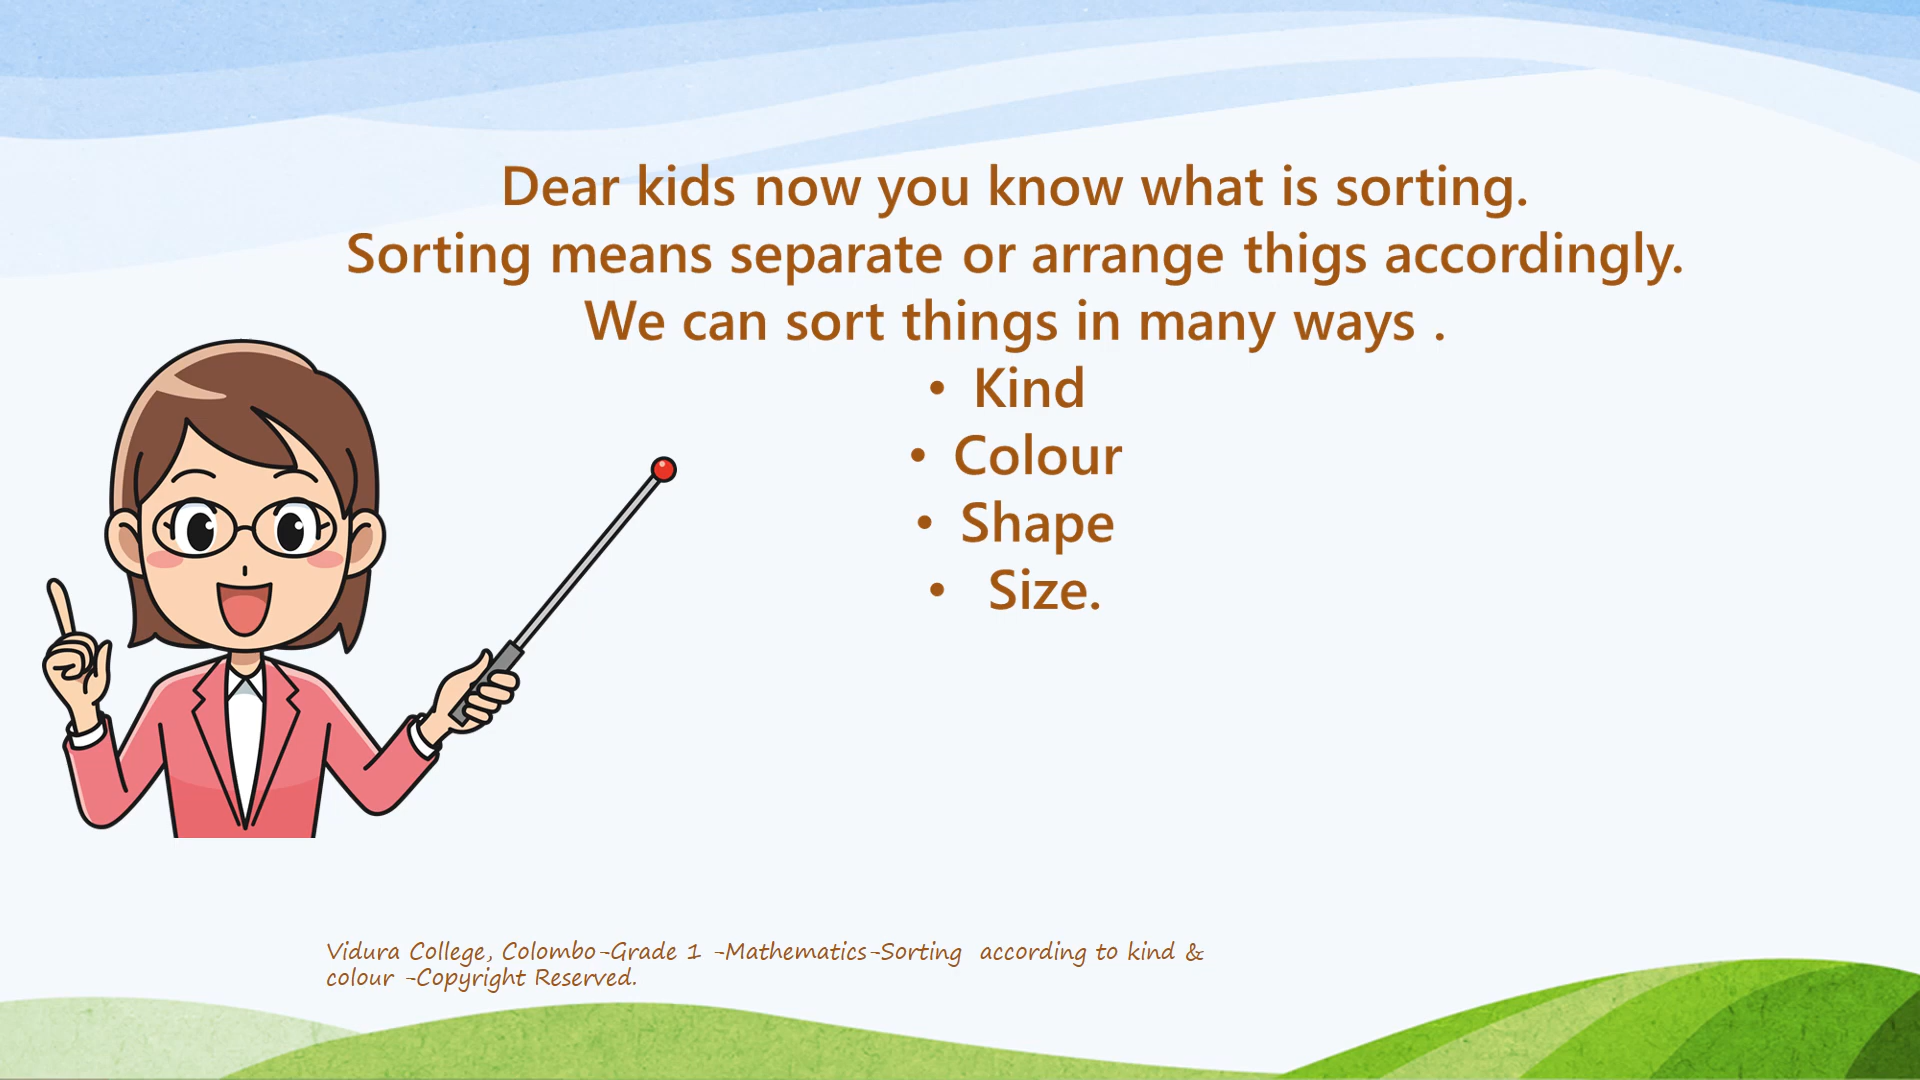 Dear kids now you know what is sorting.
Sorting means separate or arrange thigs accordingly.
We can sort things in many ways .
• Kind
• Colour
• Shape
• Size.
Vidura College, Colombo-Grade 1 -Mathematics-Sorting according to kind &
colour -Copyright Reserved.